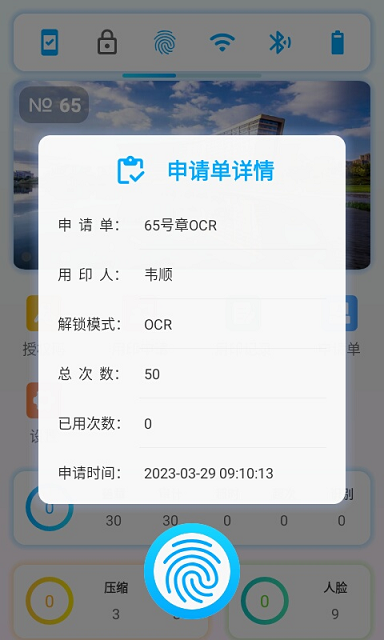 № 65
申请单详情
申 请 单： 65号章OCR
用 印 人： 韦顺
解锁模式： OCR
总 次 数： 50
已用次数： 0
申请时间： 2023-03-29 09:10:13
授
单
设
0
别
30 30 0 0 0
0 压缩 0 人脸
3 9